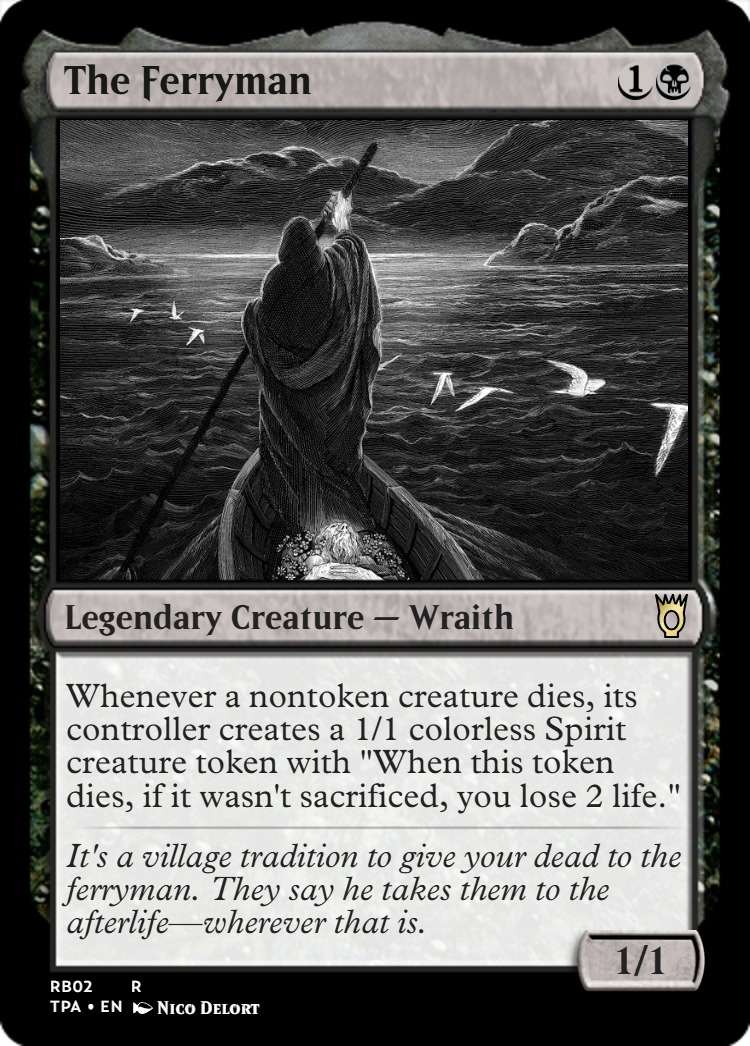 The Ferryman 1
Legendary Creature — Wraith
Whenever a nontoken creature dies, its
controller creates a 1/1 colorless Spirit
creature token with "When this token
dies, if it wasn't sacrificed, you lose 2 life."
It's a village tradition to give your dead to the
ferryman. They say he takes them to the
afterlife—wherever that is.
1/1
RB02 R
TPA • EN Nico Delort